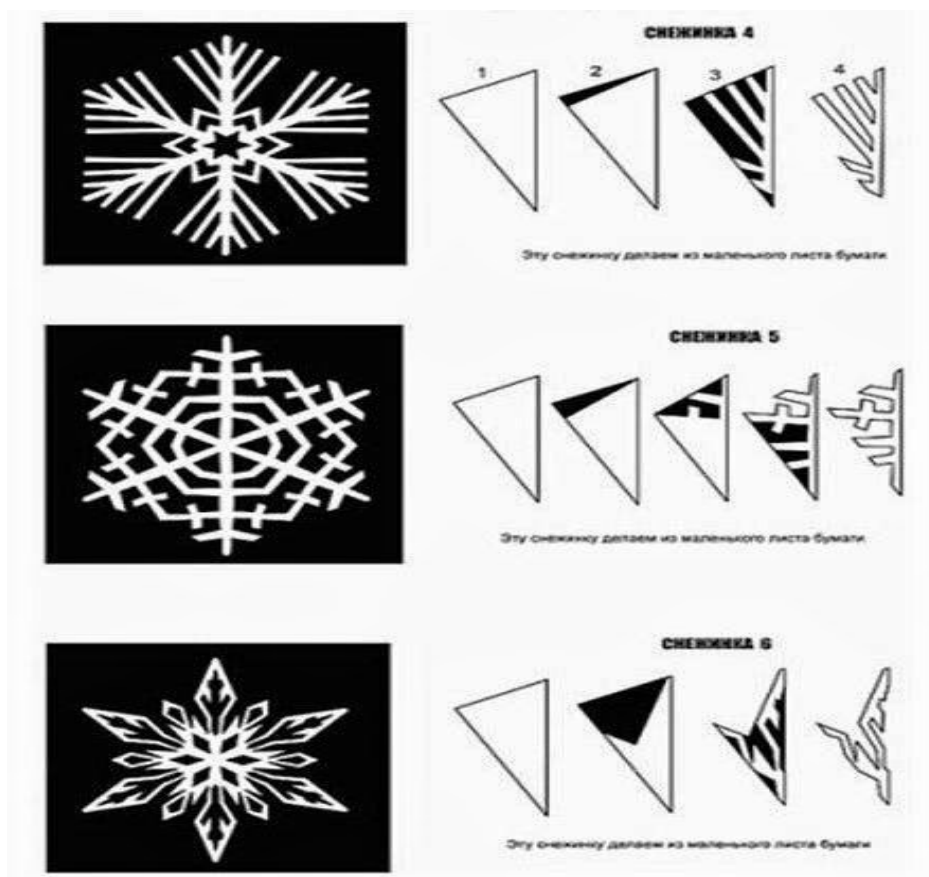 СНЕЖИНКА 4
1 2 3 4
Эту снежинку делаем из маленького листа бумаги
СНЕЖИНКА 5
Эту снежинку делаем из маленького листа бумаги
СНЕЖИНКА 6
Эту снежинку делаем из маленького листа бумаги